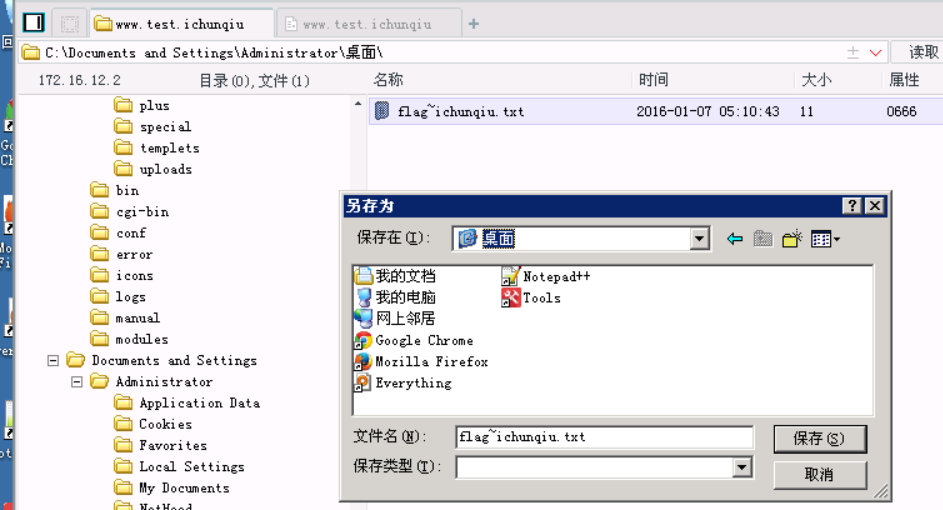 www.test.ichunqiu
www.test.ichunqiu
C:\Documents and Settings\Administrator\桌面\
读取
172.16.12.2
目录(0),文件(1)
名称
时间
大小
属性
plus
special
templets
uploads
bin
cgi-bin
conf
error
icons
logs
manual
modules
Documents and Settings
Administrator
Application Data
Cookies
Favorites
Local Settings
My Documents
NetHood
flag~ichunqiu.txt
2016-01-07 05:10:43
11
0666
另存为
保存在(I):
桌面
我的文档
我的电脑
网上邻居
Google Chrome
Mozilla Firefox
Everything
Notepad++
Tools
文件名(N):
flag~ichunqiu.txt
保存(S)
保存类型(T):
取消